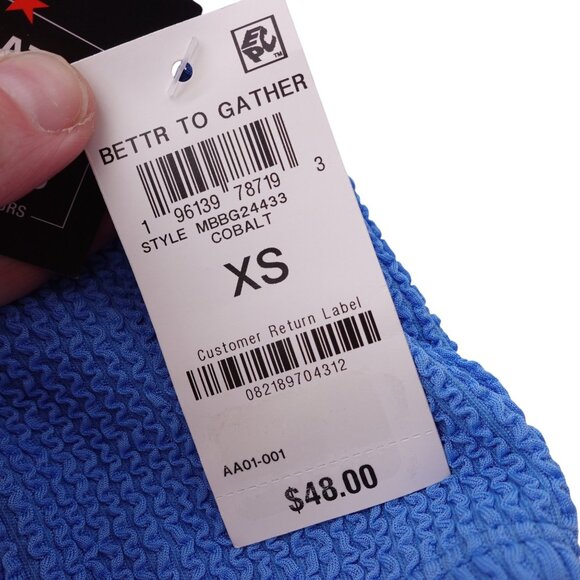 EPC™
BETTR TO GATHER
1 96139 78719 3
STYLE MBBG24433
COBALT
XS
Customer Return Label
082189704312
AA01-001
$48.00